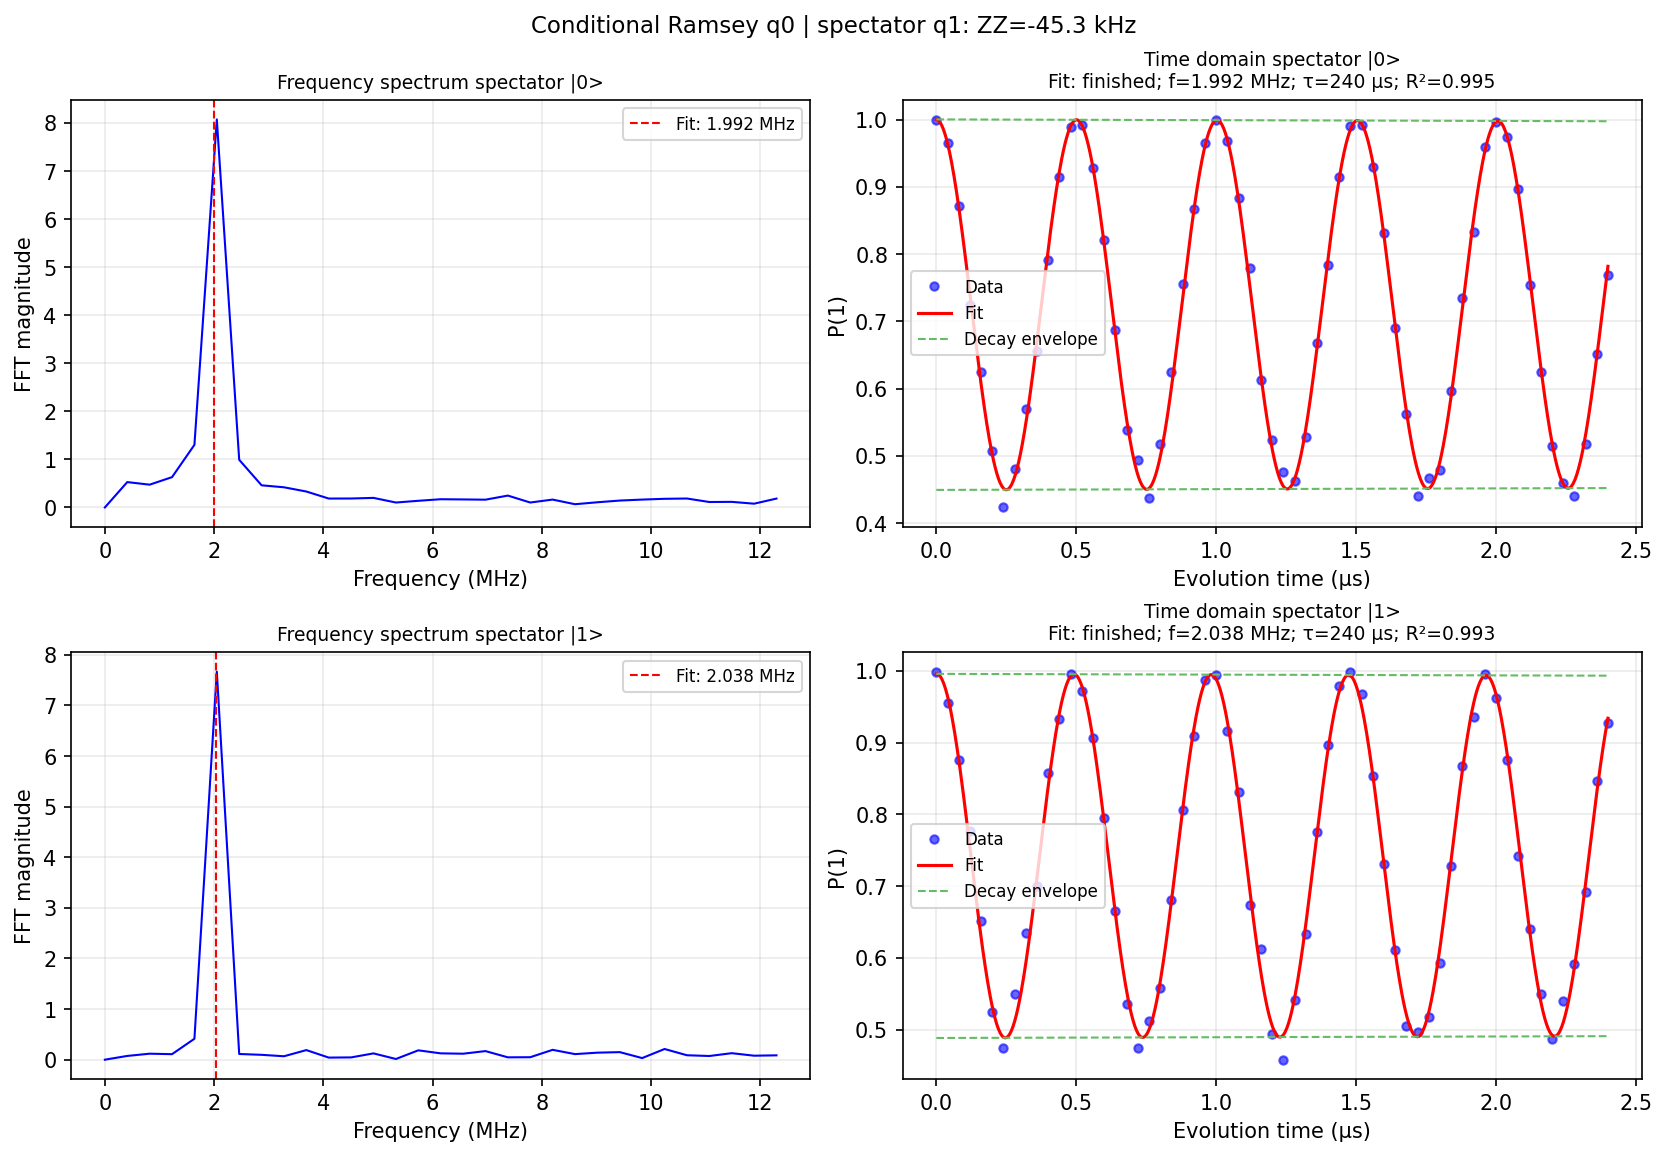 Conditional Ramsey q0 | spectator q1: ZZ=-45.3 kHz
Frequency spectrum spectator |0>
Fit: 1.992 MHz
FFT magnitude
8
7
6
5
4
3
2
1
0
0 2 4 6 8 10 12
Frequency (MHz)
Time domain spectator |0>
Fit: finished; f=1.992 MHz; τ=240 μs; R²=0.995
P(1)
1.0
0.9
0.8
0.7
0.6
0.5
0.4
Data
Fit
Decay envelope
0.0 0.5 1.0 1.5 2.0 2.5
Evolution time (μs)
Frequency spectrum spectator |1>
Fit: 2.038 MHz
FFT magnitude
8
7
6
5
4
3
2
1
0
0 2 4 6 8 10 12
Frequency (MHz)
Time domain spectator |1>
Fit: finished; f=2.038 MHz; τ=240 μs; R²=0.993
P(1)
1.0
0.9
0.8
0.7
0.6
0.5
Data
Fit
Decay envelope
0.0 0.5 1.0 1.5 2.0 2.5
Evolution time (μs)